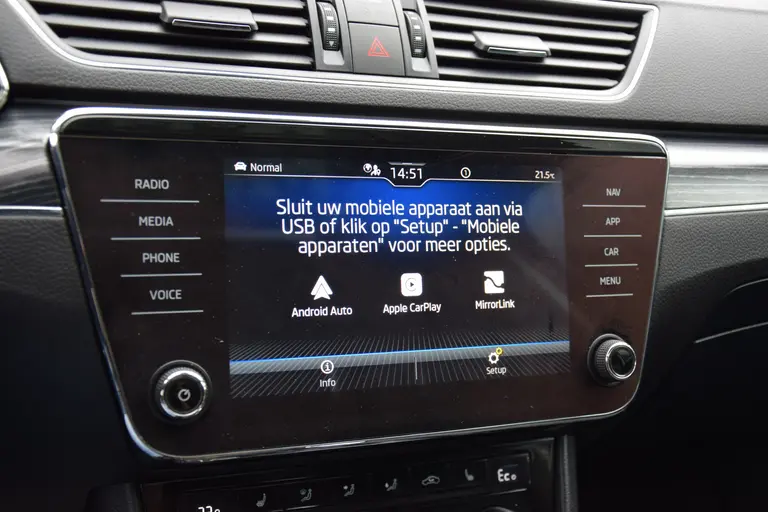 Normal
14:51
21.5°C
RADIO
MEDIA
PHONE
VOICE
Sluit uw mobiele apparaat aan via
USB of klik op "Setup" - "Mobiele
apparaten" voor meer opties.
Android Auto
Apple CarPlay
MirrorLink
Info
Setup
NAV
APP
CAR
MENU